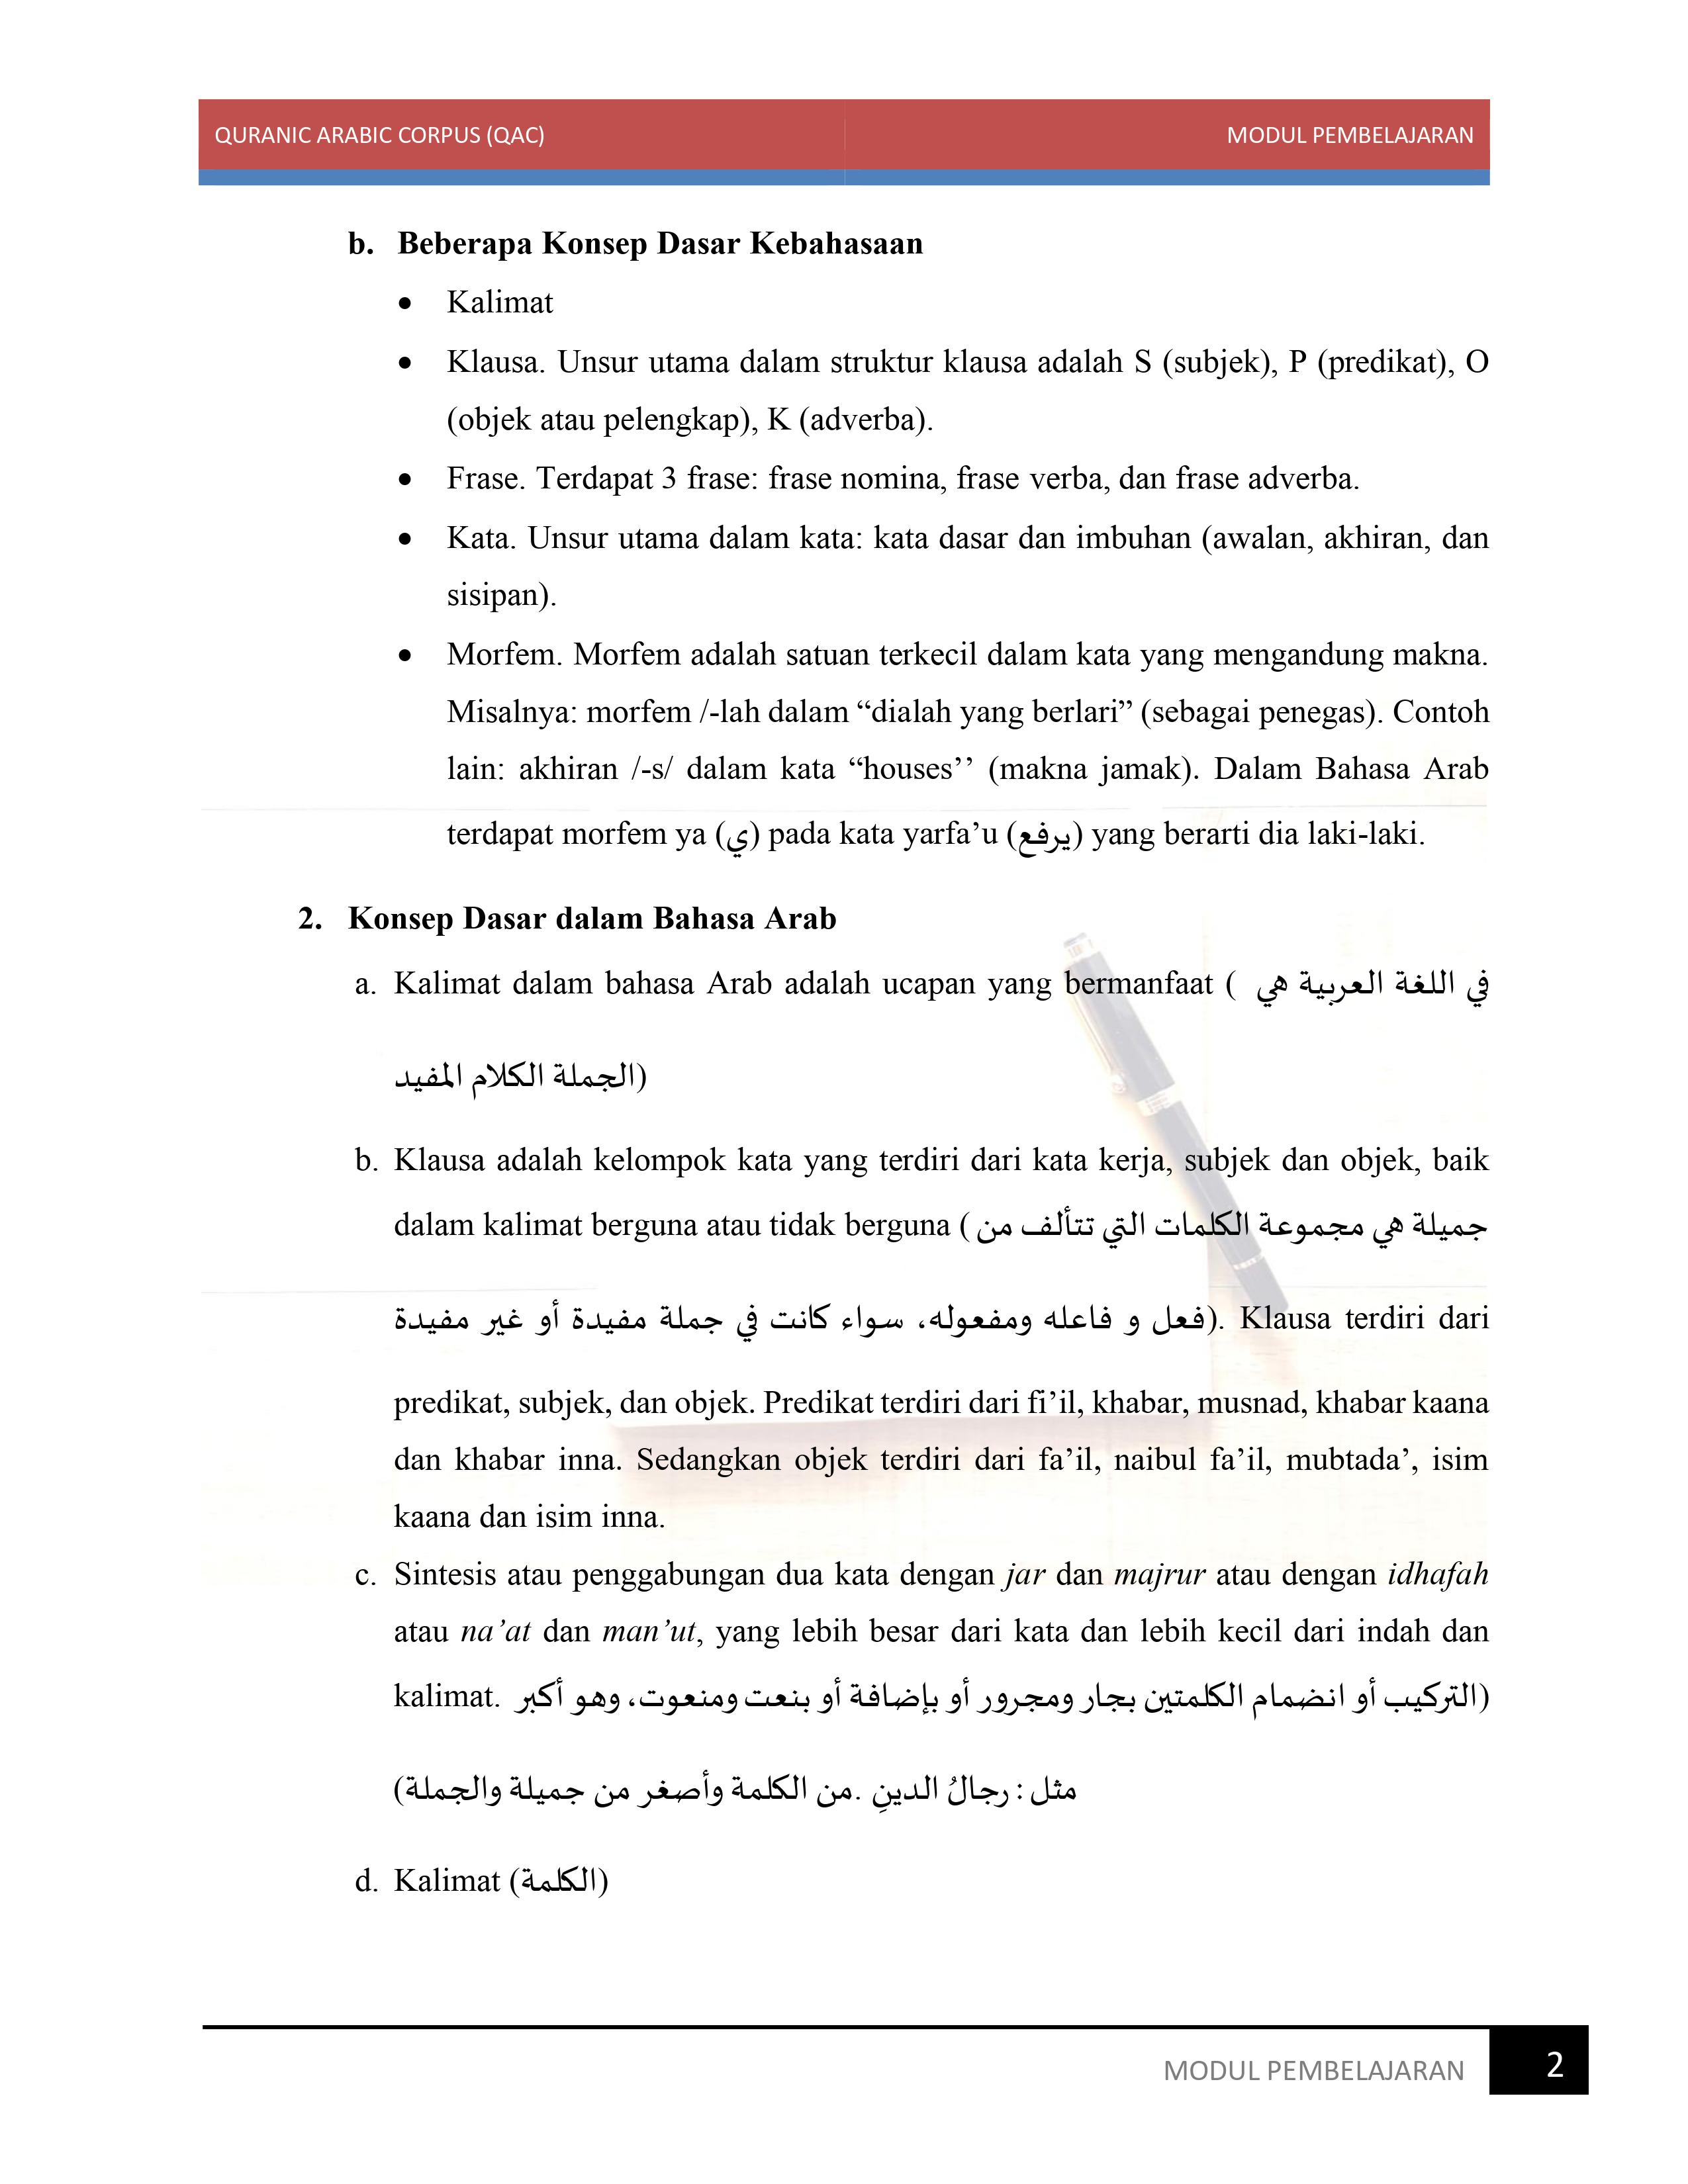 QURANIC ARABIC CORPUS (QAC) MODUL PEMBELAJARAN
b. Beberapa Konsep Dasar Kebahasaan
• Kalimat
• Klausa. Unsur utama dalam struktur klausa adalah S (subjek), P (predikat), O
(objek atau pelengkap), K (adverba).
• Frase. Terdapat 3 frase: frase nomina, frase verba, dan frase adverba.
• Kata. Unsur utama dalam kata: kata dasar dan imbuhan (awalan, akhiran, dan
sisipan).
• Morfem. Morfem adalah satuan terkecil dalam kata yang mengandung makna.
Misalnya: morfem /-lah dalam “dialah yang berlari” (sebagai penegas). Contoh
lain: akhiran /-s/ dalam kata “houses’’ (makna jamak). Dalam Bahasa Arab
terdapat morfem ya (ي) pada kata yarfa’u (يرفع) yang berarti dia laki-laki.
2. Konsep Dasar dalam Bahasa Arab
a. Kalimat dalam bahasa Arab adalah ucapan yang bermanfaat ( في اللغة العربية هي
الجملة الكلام المفيد)
b. Klausa adalah kelompok kata yang terdiri dari kata kerja, subjek dan objek, baik
dalam kalimat berguna atau tidak berguna ( جميلة هي مجموعة الكلمات التي تتألف من
فعل و فاعله ومفعوله، سواء كانت في جملة مفيدة أو غير مفيدة). Klausa terdiri dari
predikat, subjek, dan objek. Predikat terdiri dari fi’il, khabar, musnad, khabar kaana
dan khabar inna. Sedangkan objek terdiri dari fa’il, naibul fa’il, mubtada’, isim
kaana dan isim inna.
c. Sintesis atau penggabungan dua kata dengan jar dan majrur atau dengan idhafah
atau na’at dan man’ut, yang lebih besar dari kata dan lebih kecil dari indah dan
kalimat. (التركيب أو انضمام الكلمتين بجار ومجرور أو بإضافة أو بنعت ومنعوت، وهو أكبر
مثل : رجالُ الدينِ .من الكلمة وأصغر من جميلة والجملة)
d. Kalimat (الكلمة)
MODUL PEMBELAJARAN 2